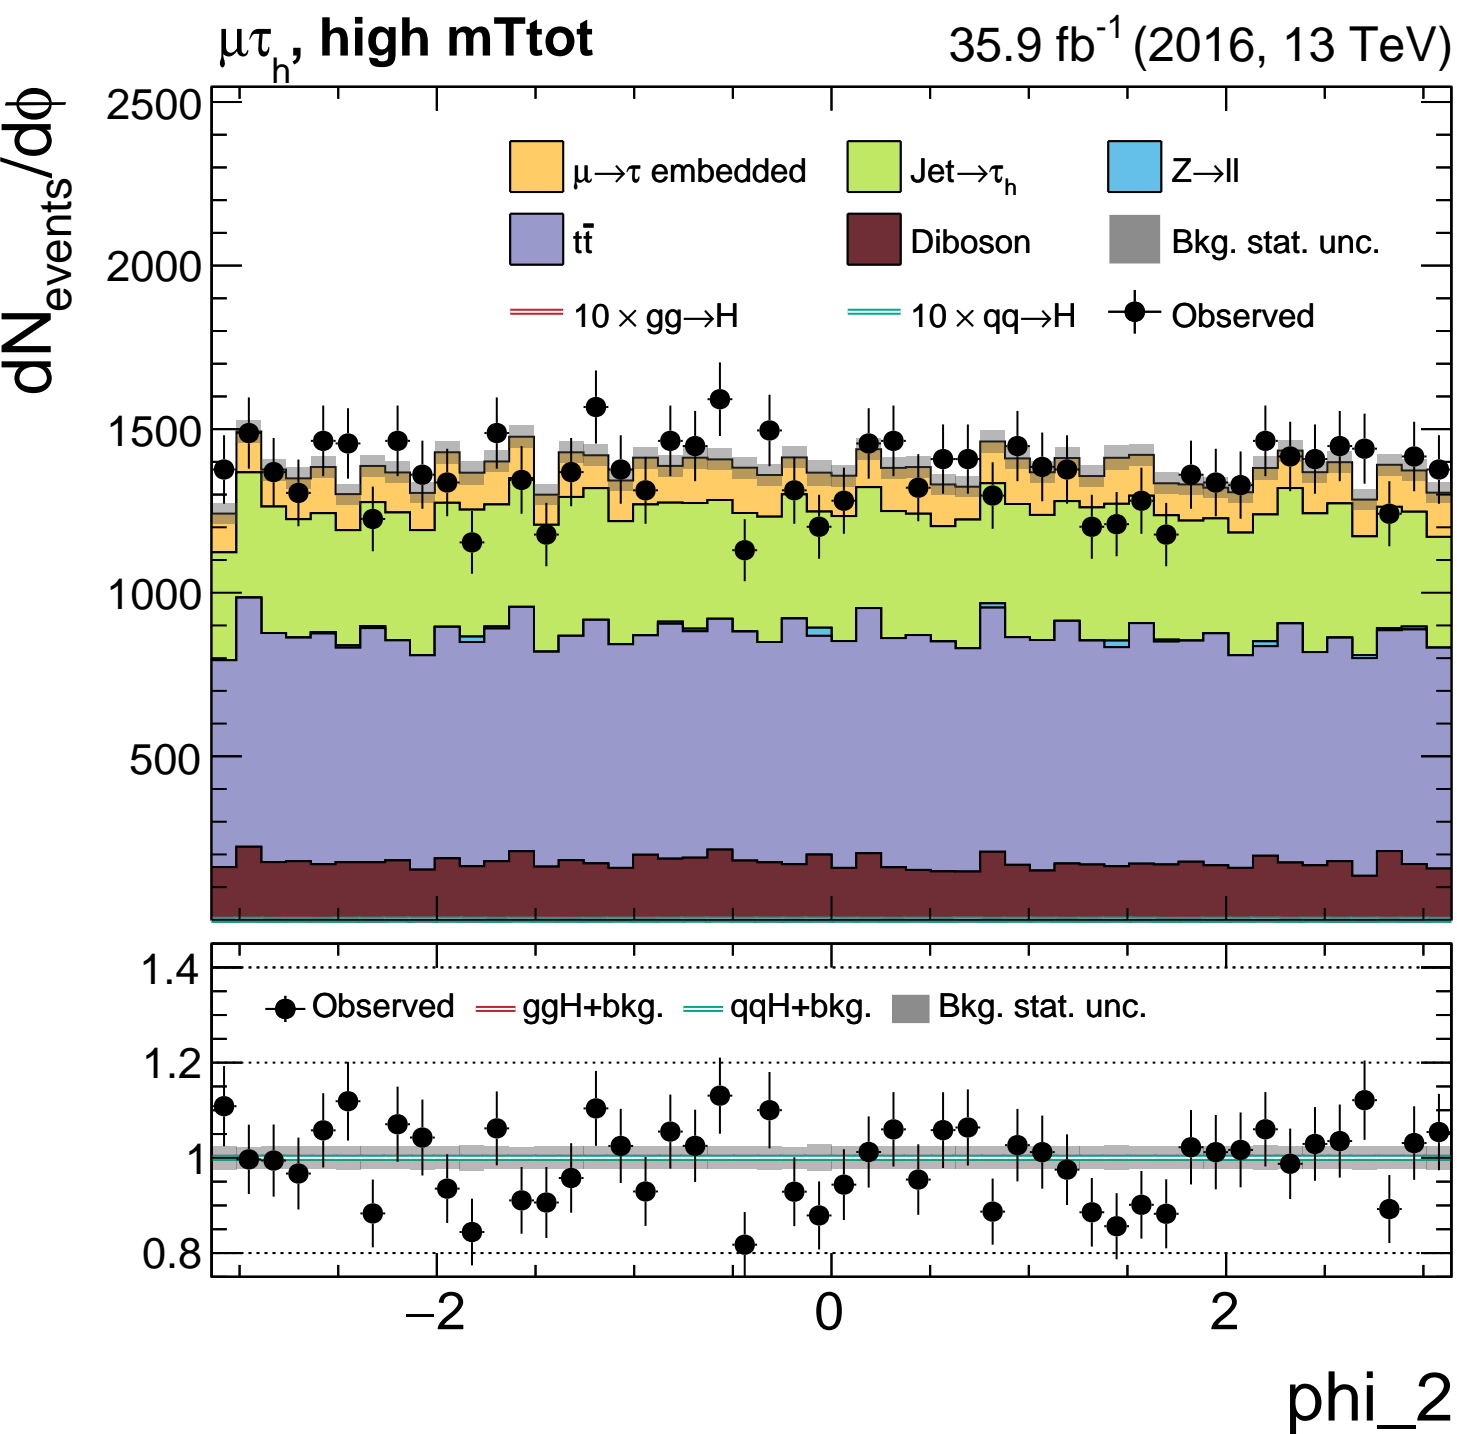 μτh, high mTtot 35.9 fb-1 (2016, 13 TeV)
dNevents/dϕ
2500
2000
1500
1000
500
μ→τ embedded Jet→τh Z→ll
tt̄ Diboson Bkg. stat. unc.
10 × gg→H 10 × qq→H Observed
1.4
1.2
1
0.8
Observed ggH+bkg. qqH+bkg. Bkg. stat. unc.
−2 0 2
phi_2